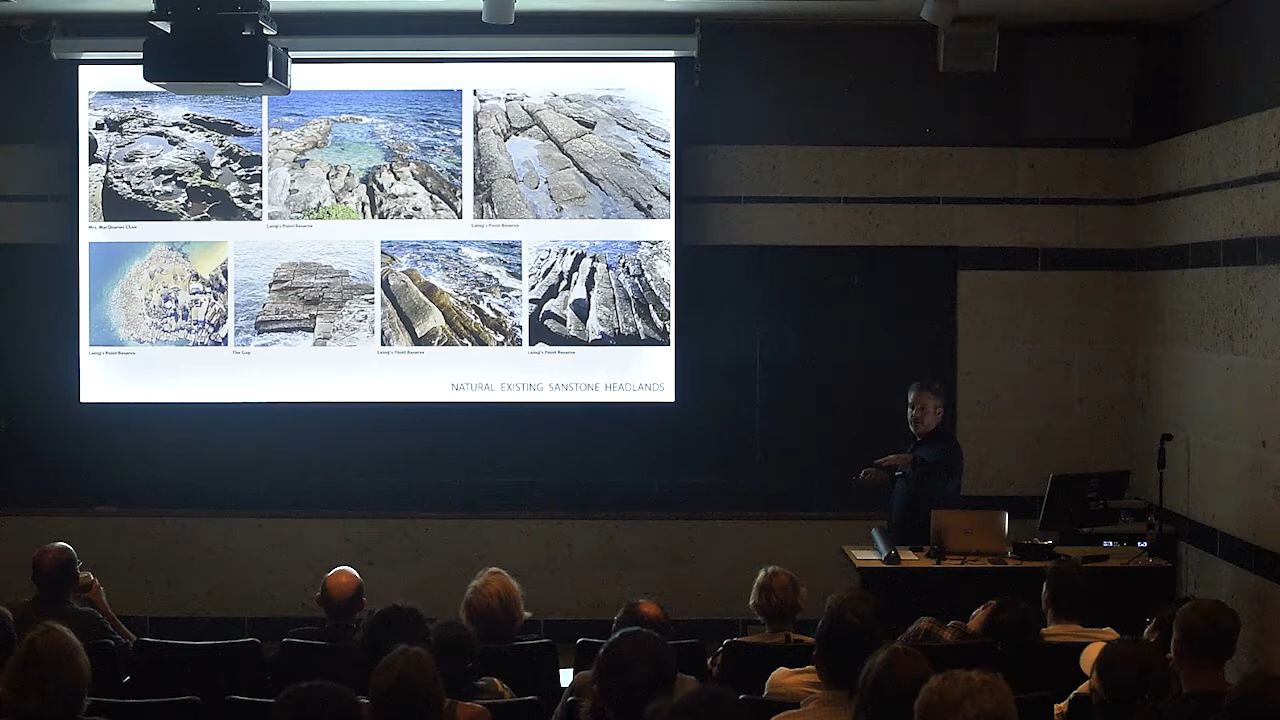 Mrs. MacQuaries Chair
Laing's Point Reserve
Laing's Point Reserve
Laing's Point Reserve
The Gap
Laing's Point Reserve
Laing's Point Reserve
NATURAL EXISTING SANSTONE HEADLANDS